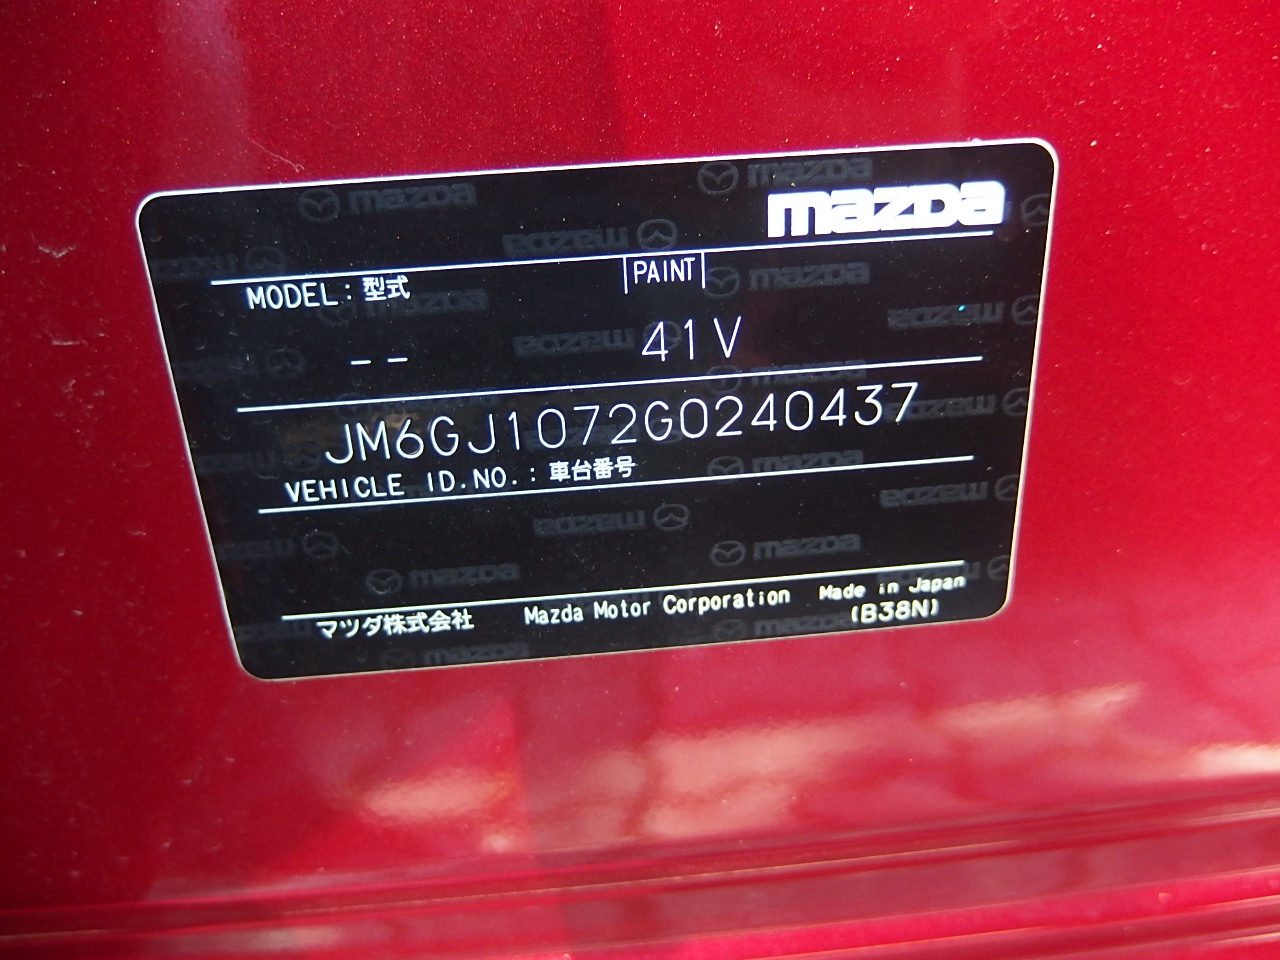 mazda
MODEL: 型式
PAINT
-- 41V
JM6GJ1072G0240437
VEHICLE ID.NO.: 車台番号
マツダ株式会社 Mazda Motor Corporation Made in Japan
(B38N)